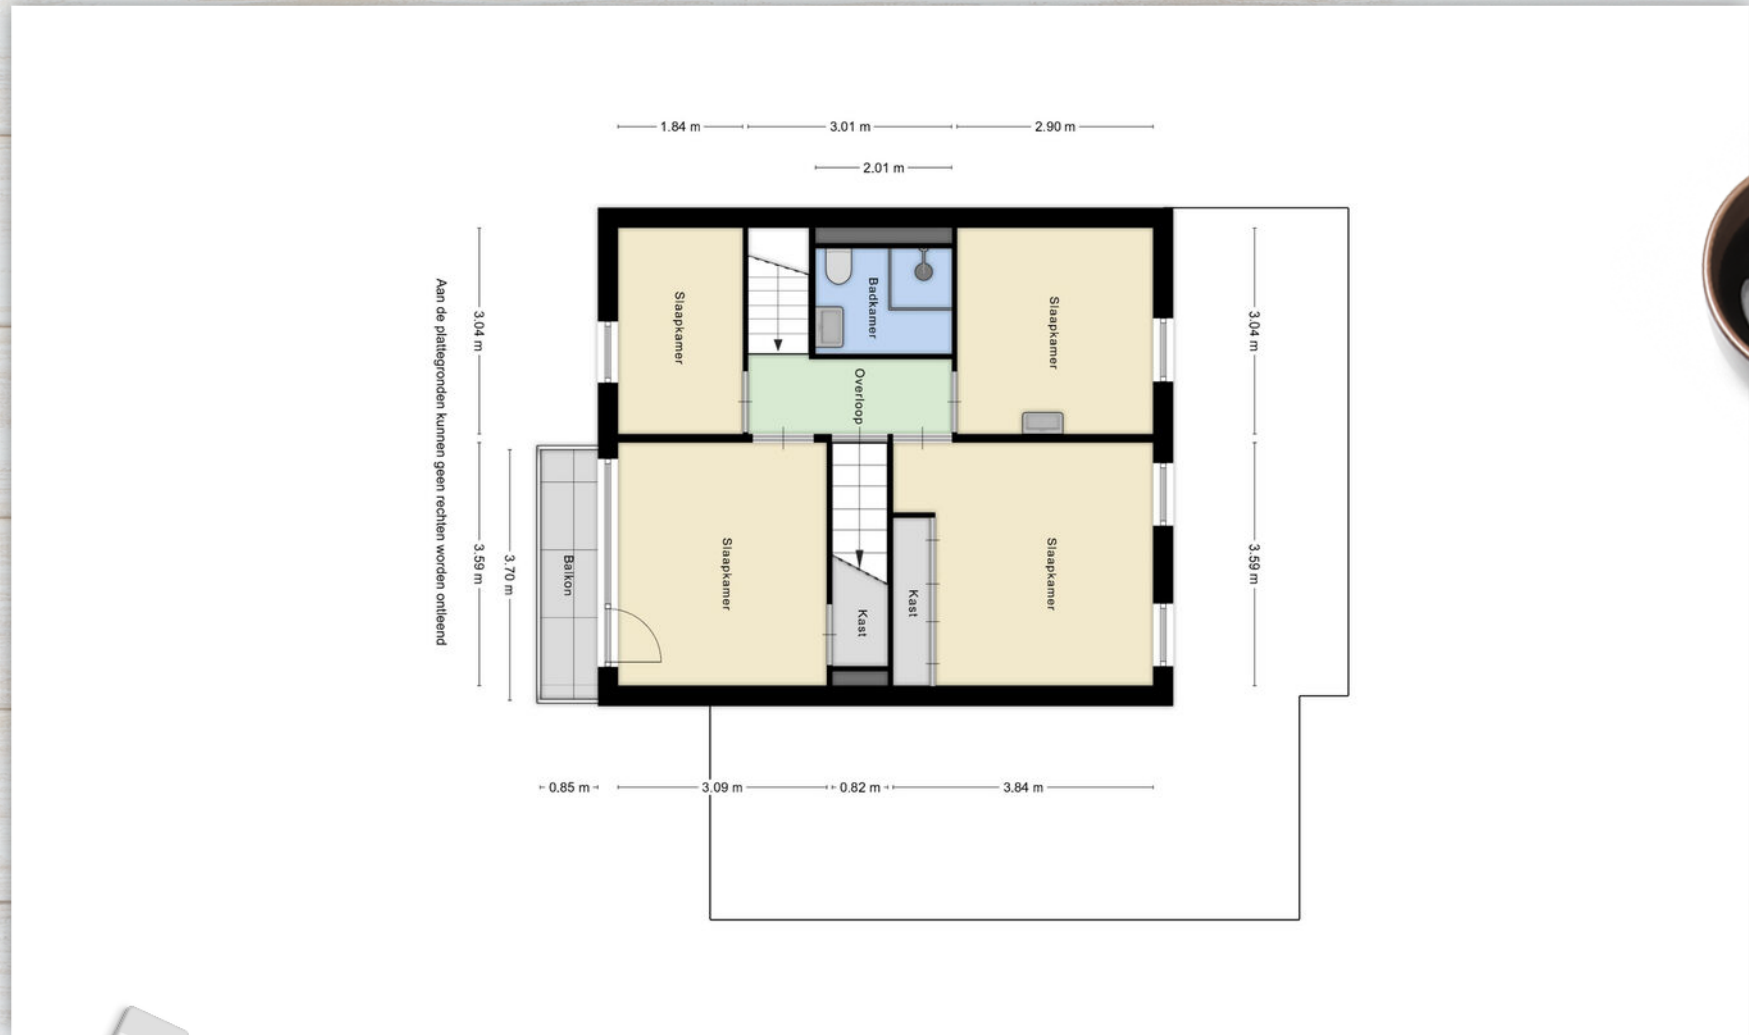 1.84 m
3.01 m
2.90 m
2.01 m
Aan de plattegronden kunnen geen rechten worden ontleend
3.04 m
3.59 m
3.70 m
Slaapkamer
Badkamer
Slaapkamer
3.04 m
Overloop
Balkon
Slaapkamer
Kast
Kast
Slaapkamer
3.59 m
0.85 m
3.09 m
0.82 m
3.84 m